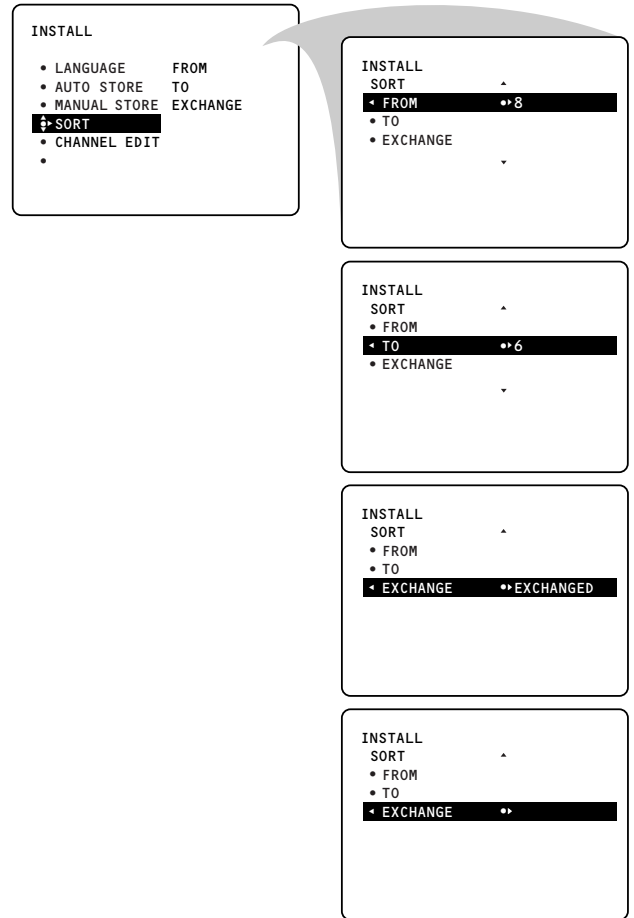 INSTALL
• LANGUAGE FROM
• AUTO STORE TO
• MANUAL STORE EXCHANGE
SORT
• CHANNEL EDIT
•
INSTALL
SORT
FROM 8
• TO
• EXCHANGE
INSTALL
SORT
• FROM
TO 6
• EXCHANGE
INSTALL
SORT
• FROM
• TO
EXCHANGE EXCHANGED
INSTALL
SORT
• FROM
• TO
EXCHANGE